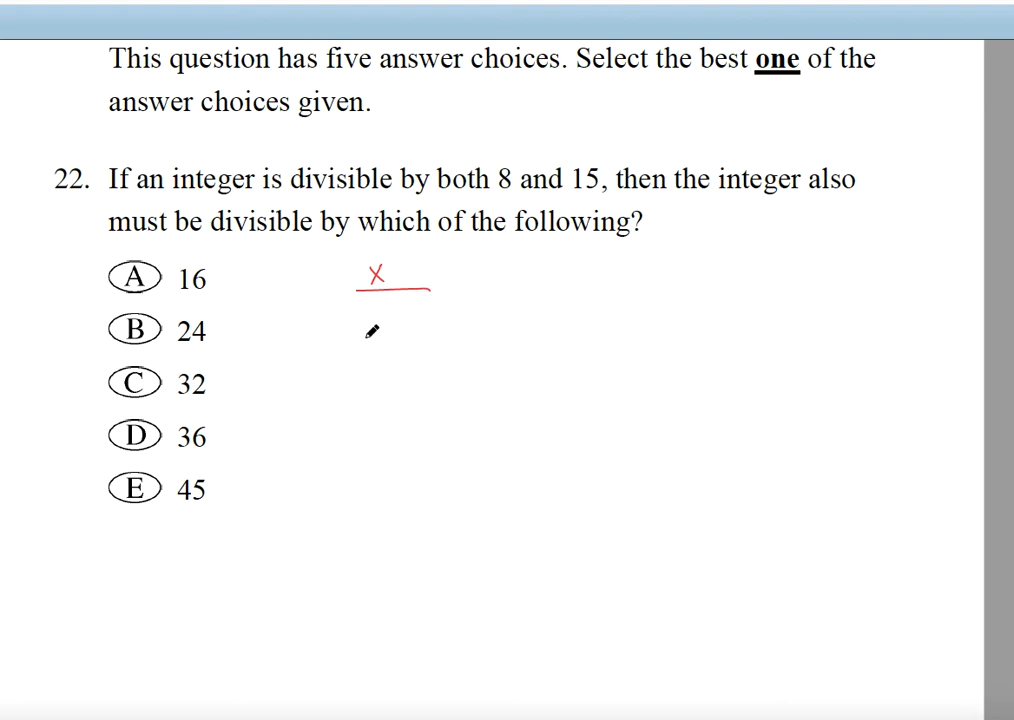 This question has five answer choices. Select the best one of the
answer choices given.
22. If an integer is divisible by both 8 and 15, then the integer also
must be divisible by which of the following?
A 16
x
B 24
C 32
D 36
E 45